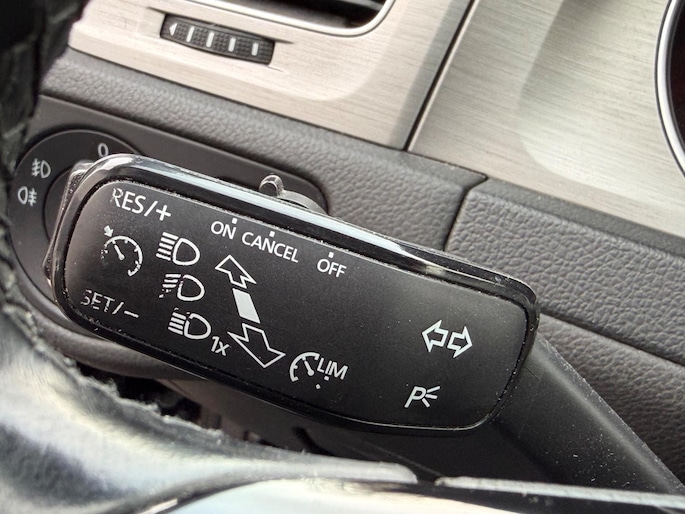 O
RES/+
ON CANCEL OFF
SET/-
1x
LIM
P